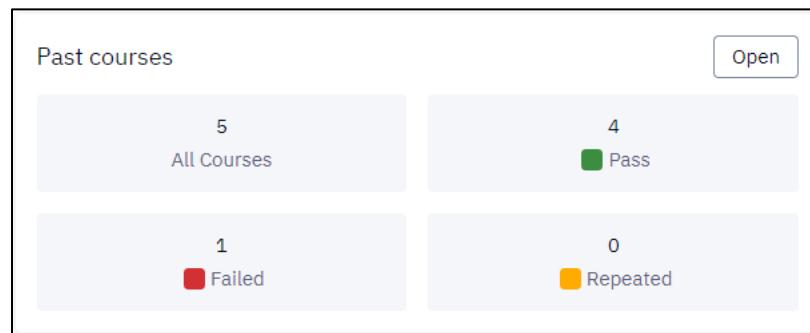 Past courses
Open
5
All Courses
4
Pass
1
Failed
0
Repeated